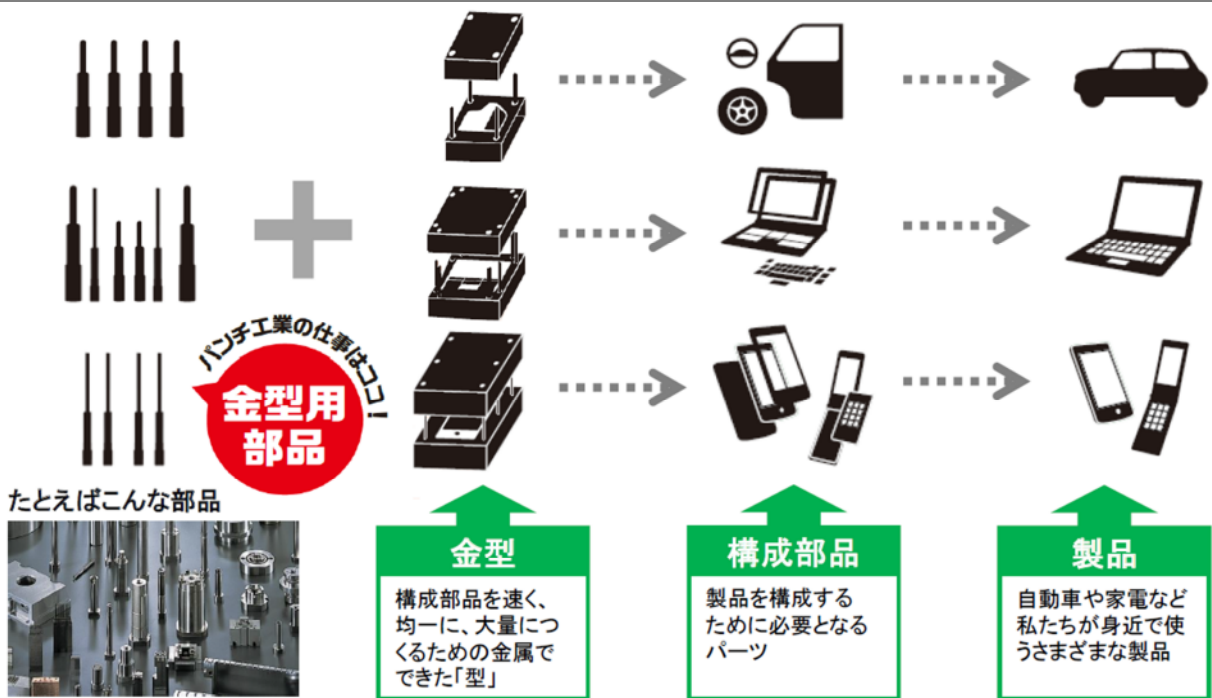 パンチ工業の仕事はココ！
金型用
部品
たとえばこんな部品
金型
構成部品を速く、
均一に、大量につ
くるための金属で
できた「型」
構成部品
製品を構成する
ために必要となる
パーツ
製品
自動車や家電など
私たちが身近で使
うさまざまな製品